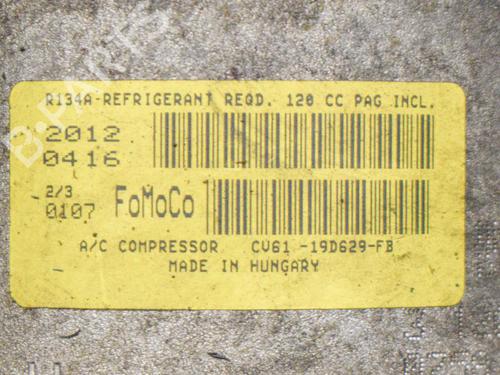 R134A-REFRIGERANT REQD. 120 CC PAG INCL.
2012
0416
2/3
0107
FoMoCo
A/C COMPRESSOR CV61 -19D629-FB
MADE IN HUNGARY
B-PARTS